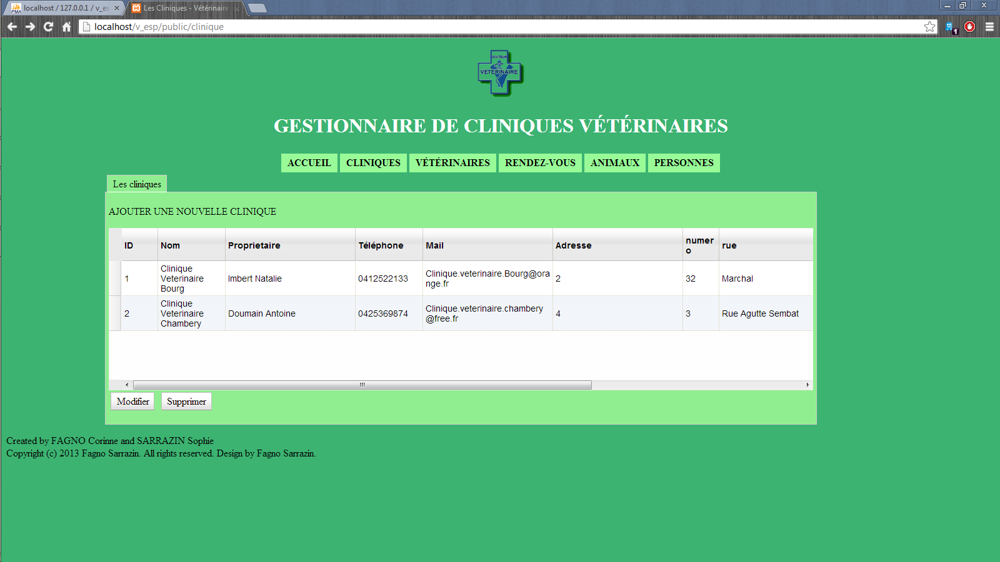 localhost / 127.0.0.1 / v_es
Les Cliniques - Vétérinaire
localhost/v_esp/public/clinique
1
DOCTEUR
VETERINAIRE
GESTIONNAIRE DE CLINIQUES VÉTÉRINAIRES
ACCUEIL CLINIQUES VÉTÉRINAIRES RENDEZ-VOUS ANIMAUX PERSONNES
Les cliniques
AJOUTER UNE NOUVELLE CLINIQUE
ID Nom Proprietaire Téléphone Mail Adresse numer
o rue
1 Clinique
Veterinaire
Bourg Imbert Natalie 0412522133 Clinique.veterinaire.Bourg@ora
nge.fr 2 32 Marchal
2 Clinique
Veterinaire
Chambery Doumain Antoine 0425369874 Clinique.veterinaire.chambery
@free.fr 4 3 Rue Agutte Sembat
Modifier Supprimer
Created by FAGNO Corinne and SARRAZIN Sophie
Copyright (c) 2013 Fagno Sarrazin. All rights reserved. Design by Fagno Sarrazin.